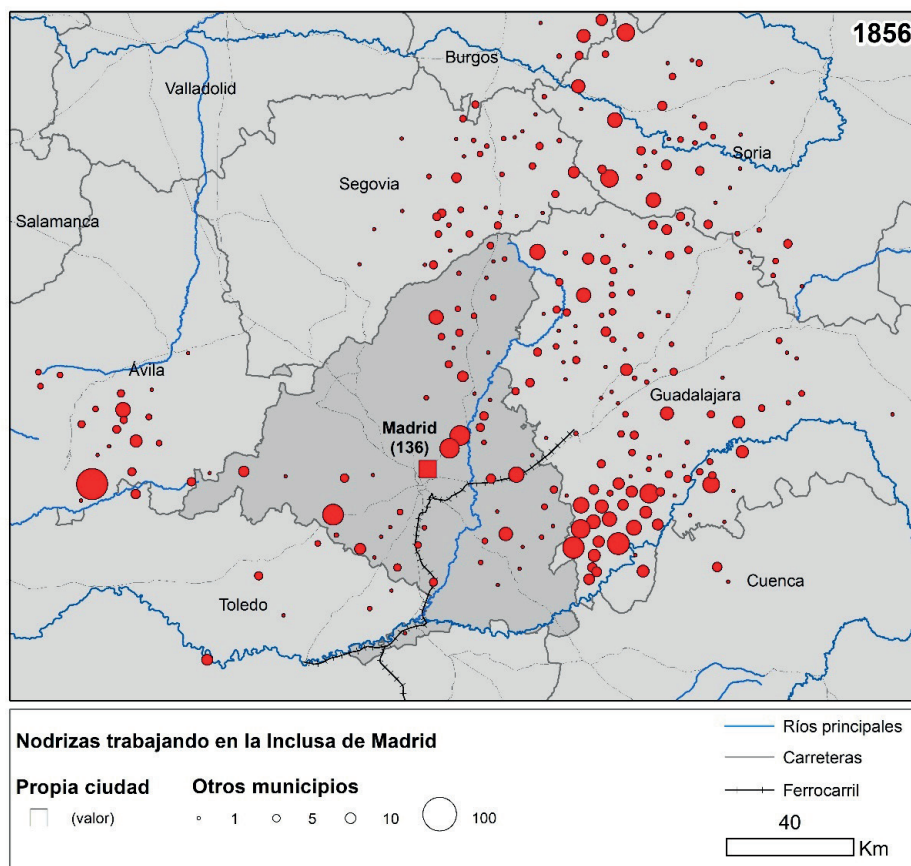 1856
Burgos
Valladolid
Soria
Segovia
Salamanca
Ávila
Guadalajara
Madrid
(136)
Cuenca
Toledo
Nodrizas trabajando en la Inclusa de Madrid
Propia ciudad
(valor)
Otros municipios
1
5
10
100
Ríos principales
Carreteras
Ferrocarril
40
Km